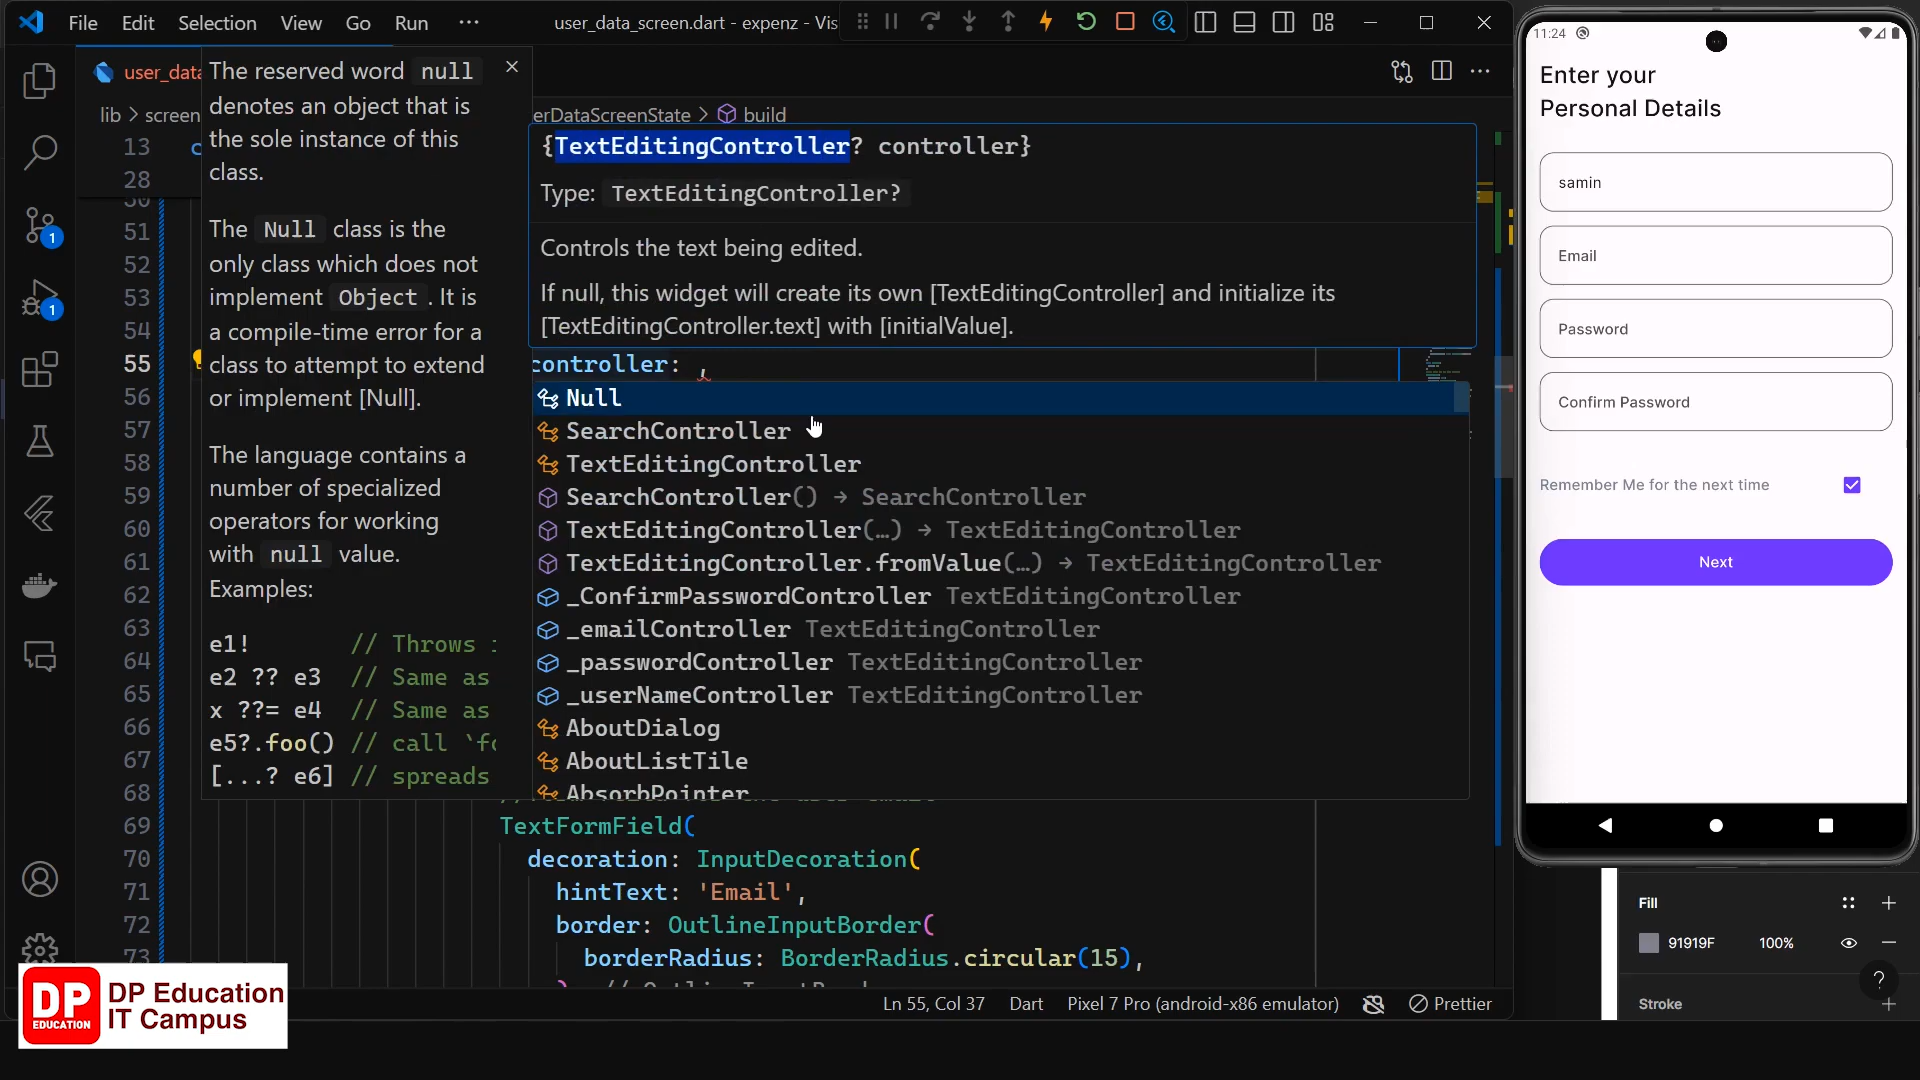 File Edit Selection View Go Run ···
user_data_screen.dart - expenz - Vis
user_data
The reserved word null
denotes an object that is
the sole instance of this
class.
The Null class is the
only class which does not
implement Object . It is
a compile-time error for a
class to attempt to extend
or implement [Null].
The language contains a
number of specialized
operators for working
with null value.
Examples:
e1! // Throws
e2 ?? e3 // Same as
x ??= e4 // Same as
e5?.foo() // call `fo
[...? e6] // spreads
lib > screen
erDataScreenState > build
{TextEditingController? controller}
Type: TextEditingController?
Controls the text being edited.
If null, this widget will create its own [TextEditingController] and initialize its
[TextEditingController.text] with [initialValue].
13
28
50
51
52
53
54
55 controller: ,
56
57
58
59
60
61
62
63
64
65
66
67
68
Null
SearchController
TextEditingController
SearchController() → SearchController
TextEditingController(…) → TextEditingController
TextEditingController.fromValue(…) → TextEditingController
_ConfirmPasswordController TextEditingController
_emailController TextEditingController
_passwordController TextEditingController
_userNameController TextEditingController
AboutDialog
AboutListTile
AbsorbPointer
69 TextFormField(
70 decoration: InputDecoration(
71 hintText: 'Email',
72 border: OutlineInputBorder(
73 borderRadius: BorderRadius.circular(15),
1
1
Ln 55, Col 37 Dart Pixel 7 Pro (android-x86 emulator) Prettier
DP
EDUCATION
DP Education
IT Campus
11:24
Enter your
Personal Details
samin
Email
Password
Confirm Password
Remember Me for the next time
Next
Fill
91919F 100%
Stroke
?